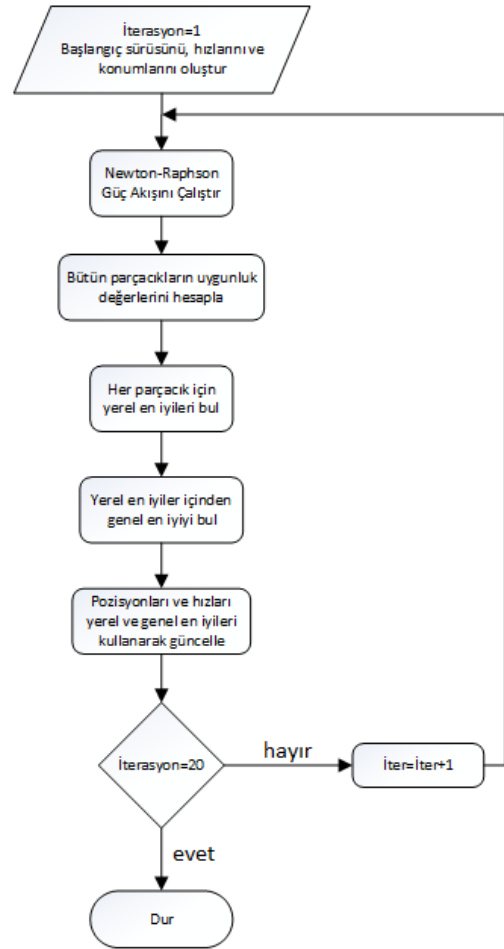 İterasyon=1
Başlangıç sürüsünü, hızlarını ve
konumlarını oluştur
Newton-Raphson
Güç Akışını Çalıştır
Bütün parçacıkların uygunluk
değerlerini hesapla
Her parçacık için
yerel en iyileri bul
Yerel en iyiler içinden
genel en iyiyi bul
Pozisyonları ve hızları
yerel ve genel en iyileri
kullanarak güncelle
İterasyon=20
hayır
İter=İter+1
evet
Dur